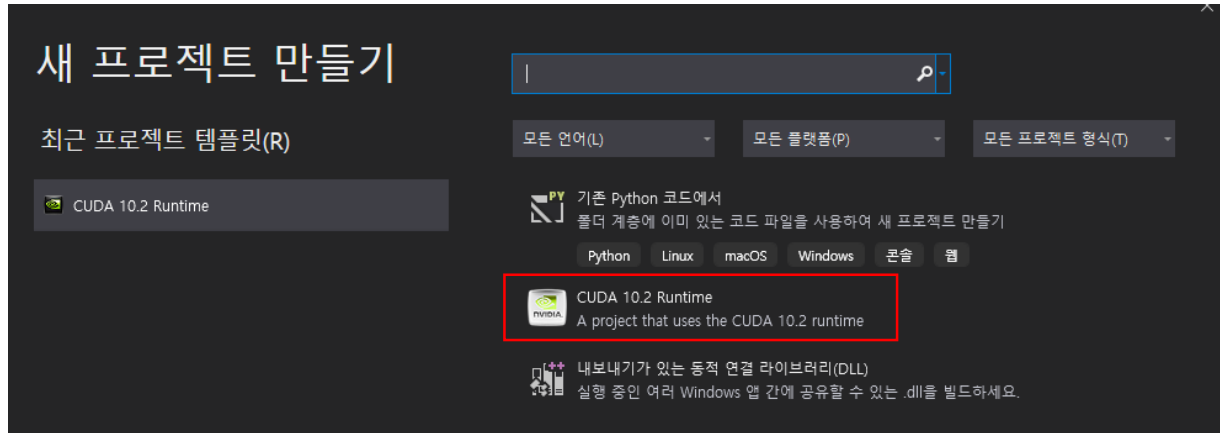 새 프로젝트 만들기
최근 프로젝트 템플릿(R)
CUDA 10.2 Runtime
모든 언어(L)
모든 플랫폼(P)
모든 프로젝트 형식(T)
PY
기존 Python 코드에서
폴더 계층에 이미 있는 코드 파일을 사용하여 새 프로젝트 만들기
Python Linux macOS Windows 콘솔 웹
NVIDIA.
CUDA 10.2 Runtime
A project that uses the CUDA 10.2 runtime
++
내보내기가 있는 동적 연결 라이브러리(DLL)
실행 중인 여러 Windows 앱 간에 공유할 수 있는 .dll을 빌드하세요.